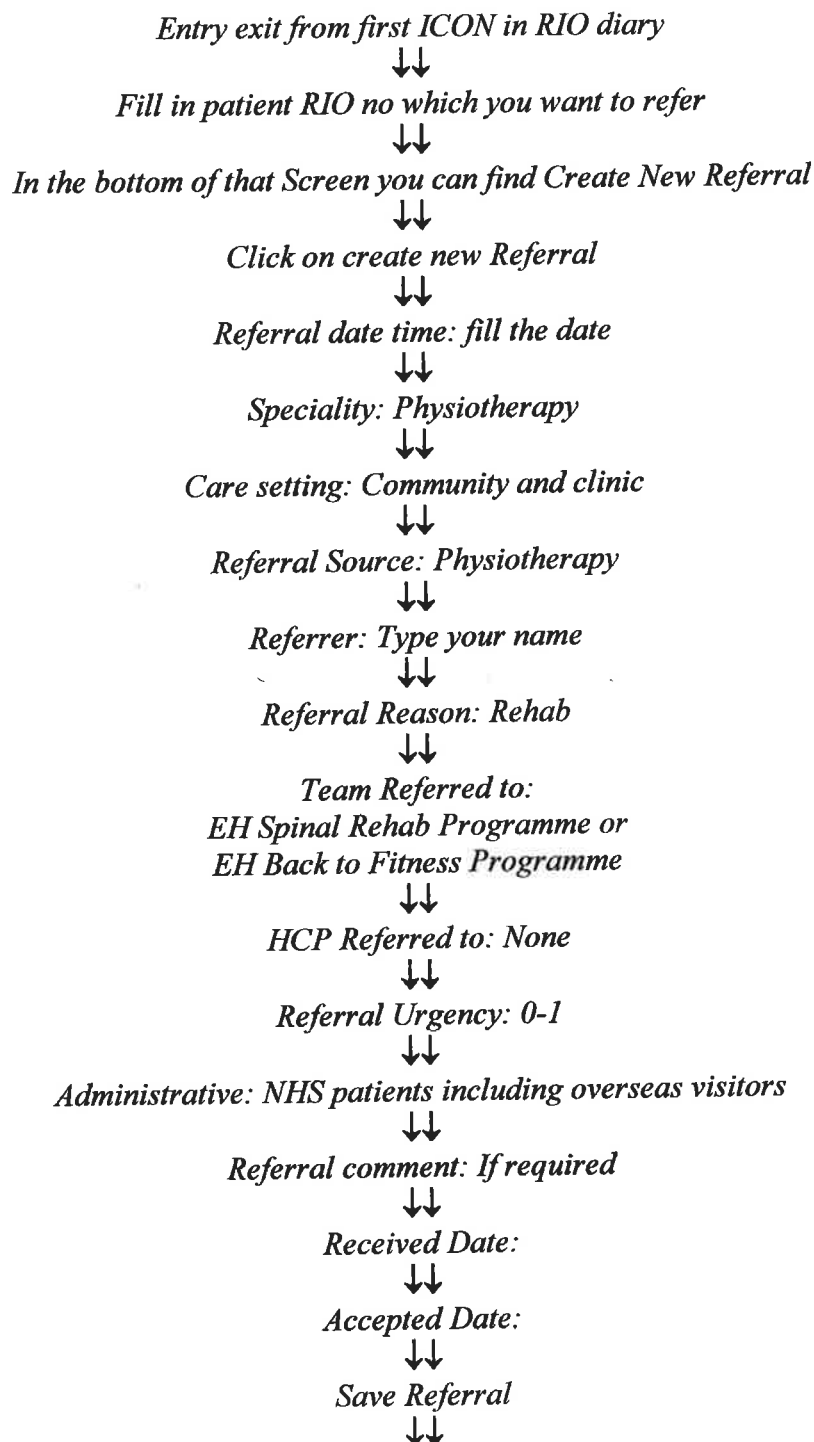 Entry exit from first ICON in RIO diary
↓↓
Fill in patient RIO no which you want to refer
↓↓
In the bottom of that Screen you can find Create New Referral
↓↓
Click on create new Referral
↓↓
Referral date time: fill the date
↓↓
Speciality: Physiotherapy
↓↓
Care setting: Community and clinic
↓↓
Referral Source: Physiotherapy
↓↓
Referrer: Type your name
↓↓
Referral Reason: Rehab
↓↓
Team Referred to:
EH Spinal Rehab Programme or
EH Back to Fitness Programme
↓↓
HCP Referred to: None
↓↓
Referral Urgency: 0-1
↓↓
Administrative: NHS patients including overseas visitors
↓↓
Referral comment: If required
↓↓
Received Date:
↓↓
Accepted Date:
↓↓
Save Referral
↓↓